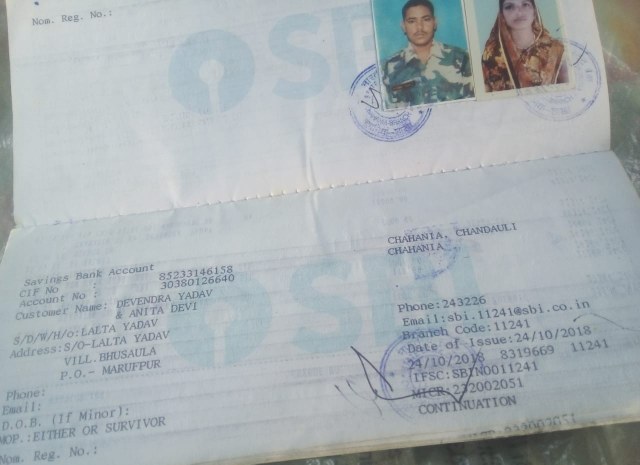 Nom. Reg. No.:
SBI
CHAHANIA, CHANDAULI
CHAHANIA
Savings Bank Account
CIF No : 85233146158
Account No : 30380126640
Customer Name: DEVENDRA YADAV
& ANITA DEVI
S/D/W/H/o:LALTA YADAV
Address:S/O-LALTA YADAV
VILL.BHUSAULA
P.O.- MARUFPUR
Phone:
Email:
D.O.B. (If Minor):
MOP.:EITHER OR SURVIVOR
Nom. Reg. No.:
SBI
Phone:243226
Email:sbi.11241@sbi.co.in
Branch Code:11241
Date of Issue:24/10/2018
24/10/2018 8319669 11241
IFSC:SBIN0011241
MICR:232002051
CONTINUATION